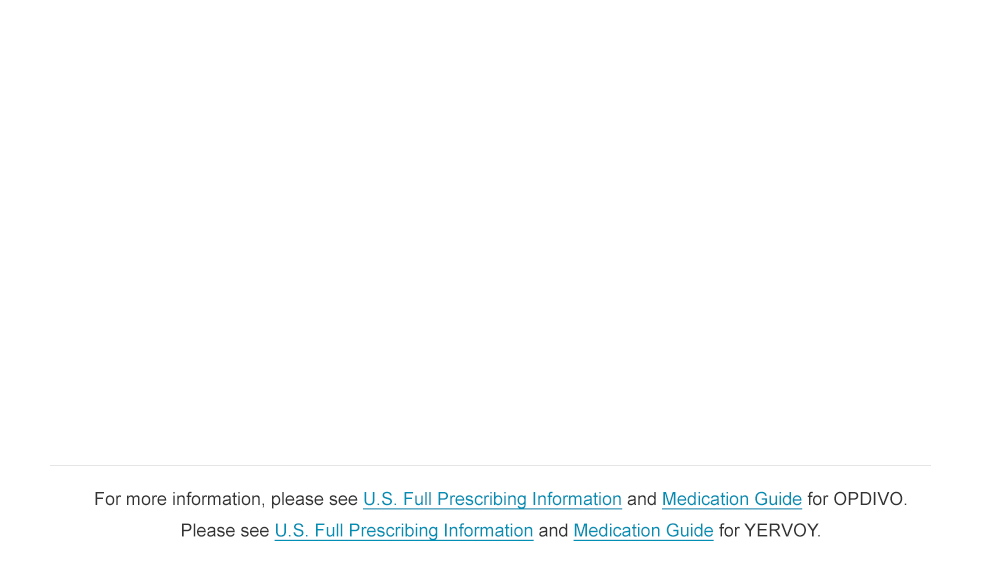 For more information, please see U.S. Full Prescribing Information and Medication Guide for OPDIVO.
Please see U.S. Full Prescribing Information and Medication Guide for YERVOY.